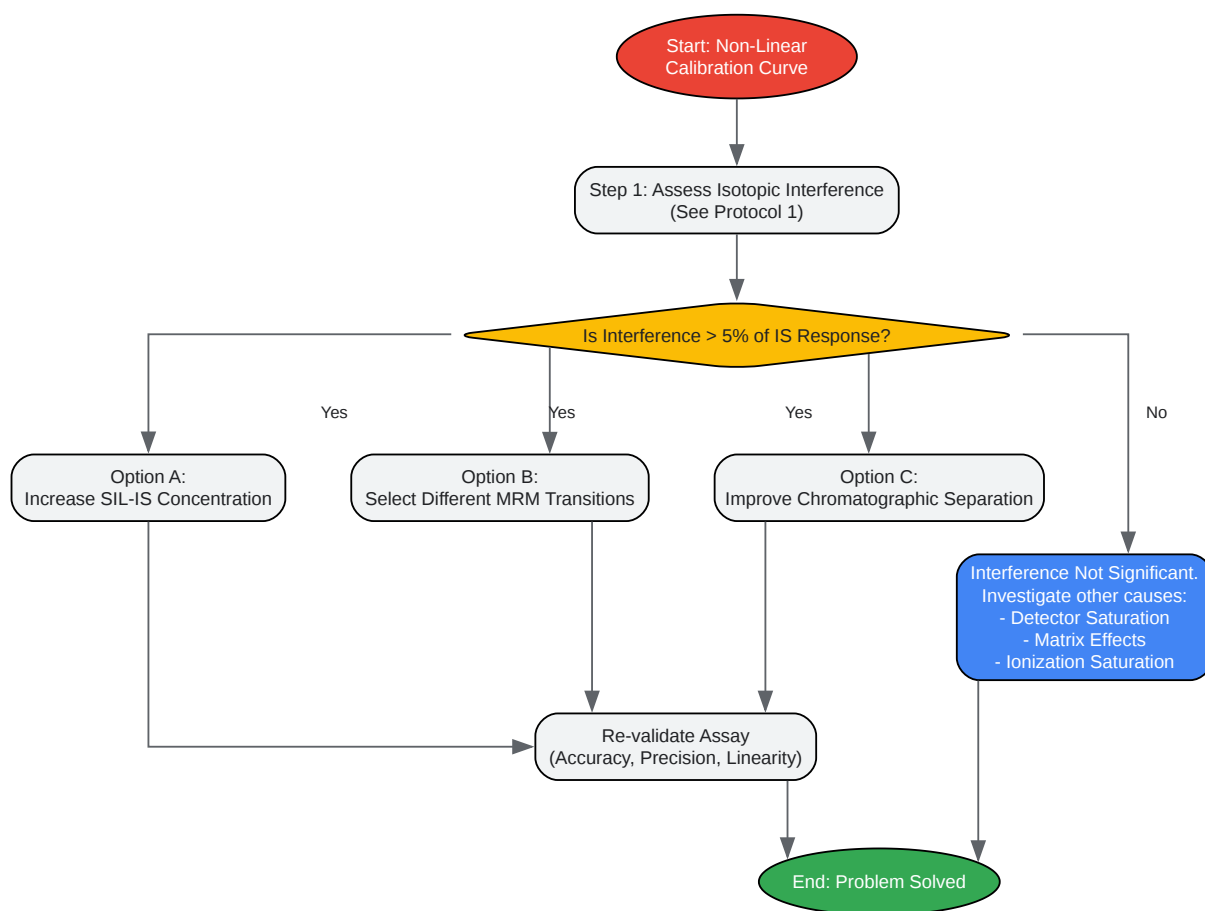 Start: Non-Linear
Calibration Curve
Step 1: Assess Isotopic Interference
(See Protocol 1)
Is Interference > 5% of IS Response?
Yes
Yes
Yes
No
Option A:
Increase SIL-IS Concentration
Option B:
Select Different MRM Transitions
Option C:
Improve Chromatographic Separation
Interference Not Significant.
Investigate other causes:
- Detector Saturation
- Matrix Effects
- Ionization Saturation
Re-validate Assay
(Accuracy, Precision, Linearity)
End: Problem Solved